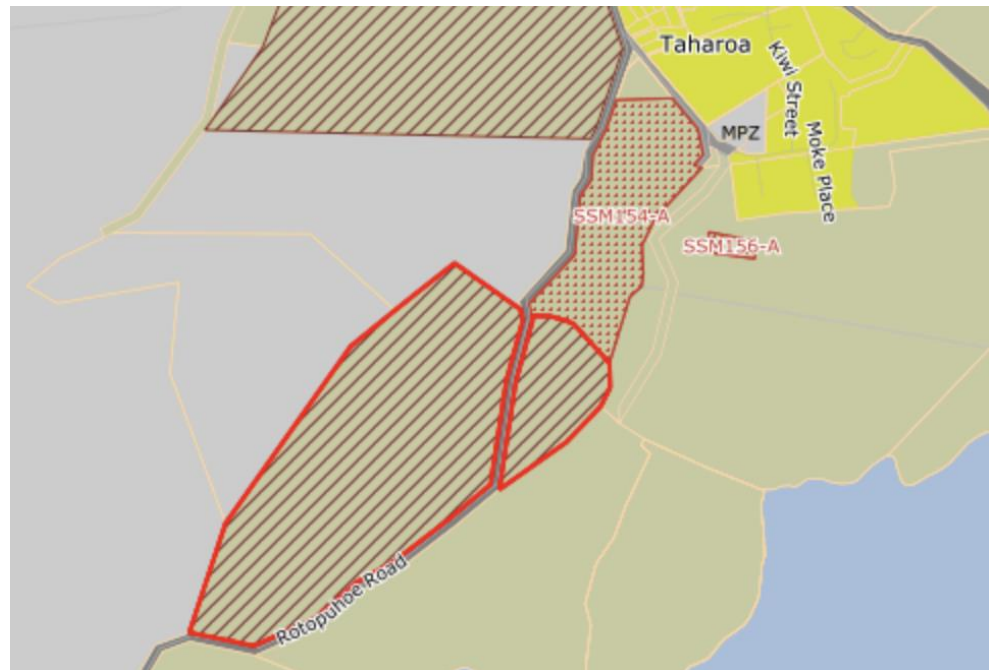 Taharoa
Kiwi Street
MPZ
Moke Place
SSM154-A
SSM156-A
Rotopuhoe Road